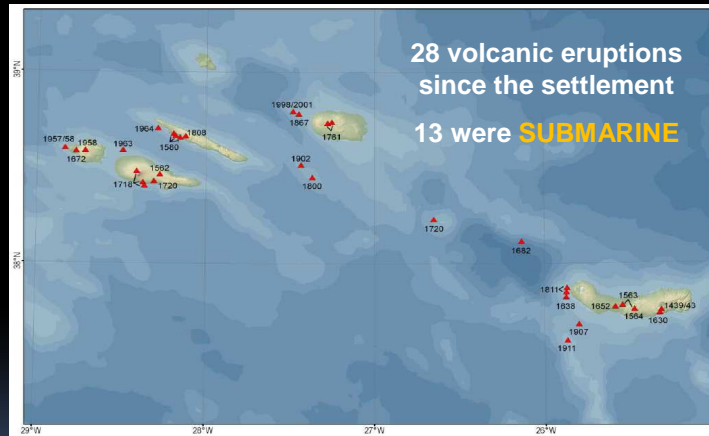 28 volcanic eruptions
since the settlement
13 were SUBMARINE
39°N
38°N
1998/2001
1867
1761
1964
1808
1580
1957/58
1958
1672
1963
1562
1718
1720
1902
1800
1720
1682
1811
1638
1652
1563
1564
1439/43
1630
1907
1911
29°W
28°W
27°W
26°W